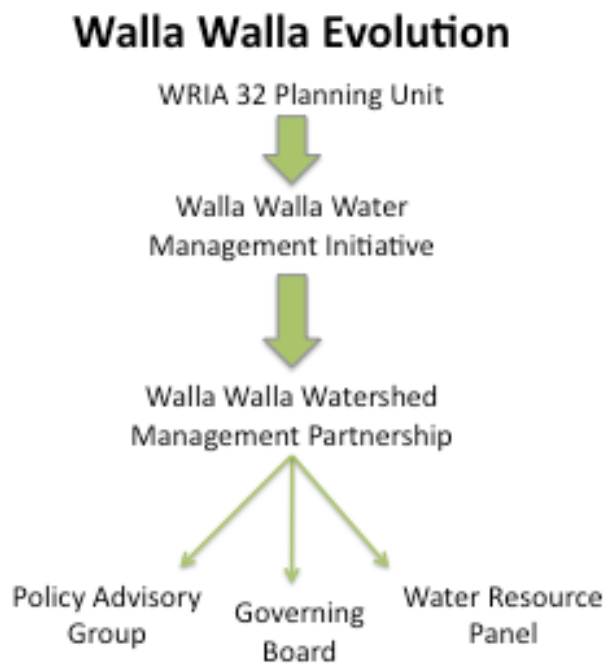 Walla Walla Evolution
WRIA 32 Planning Unit
Walla Walla Water
Management Initiative
Walla Walla Watershed
Management Partnership
Policy Advisory
Group
Governing
Board
Water Resource
Panel